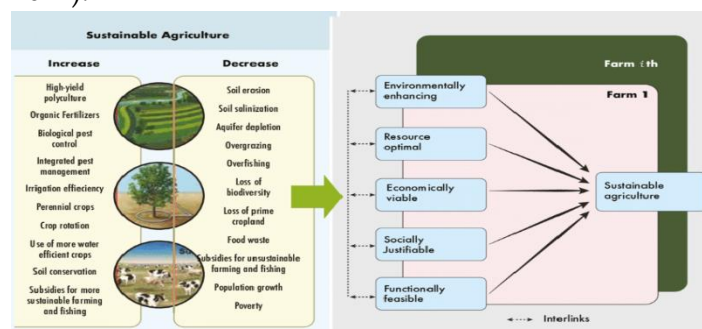 Sustainable Agriculture
Increase
High-yield
polyculture
Organic Fertilizers
Biological pest
control
Integrated pest
management
Irrigation effieciency
Perennial crops
Crop rotation
Use of more water
efficient crops
Soil conservation
Subsidies for more
sustainable farming
and fishing
Decrease
Soil erosion
Soil salinization
Aquifer depletion
Overgrazing
Overfishing
Loss of
biodiversity
Loss of prime
cropland
Food waste
Subsidies for unsustainable
farming and fishing
Population growth
Poverty
Farm
Farm 1
Environmentally
enhancing
Resource
optimal
Economically
viable
Socially
Justifiable
Functionally
feasible
Sustainable
agriculture
Interlinks